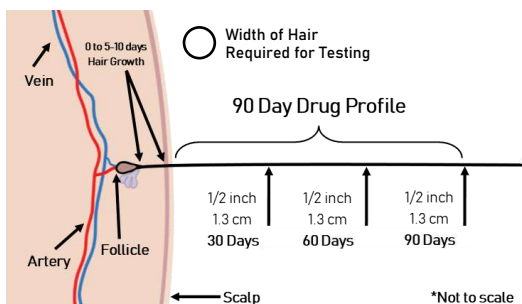 0 to 5-10 days
Hair Growth
Width of Hair
Required for Testing
Vein
90 Day Drug Profile
1/2 inch
1.3 cm
30 Days
1/2 inch
1.3 cm
60 Days
1/2 inch
1.3 cm
90 Days
Follicle
Artery
Scalp
*Not to scale